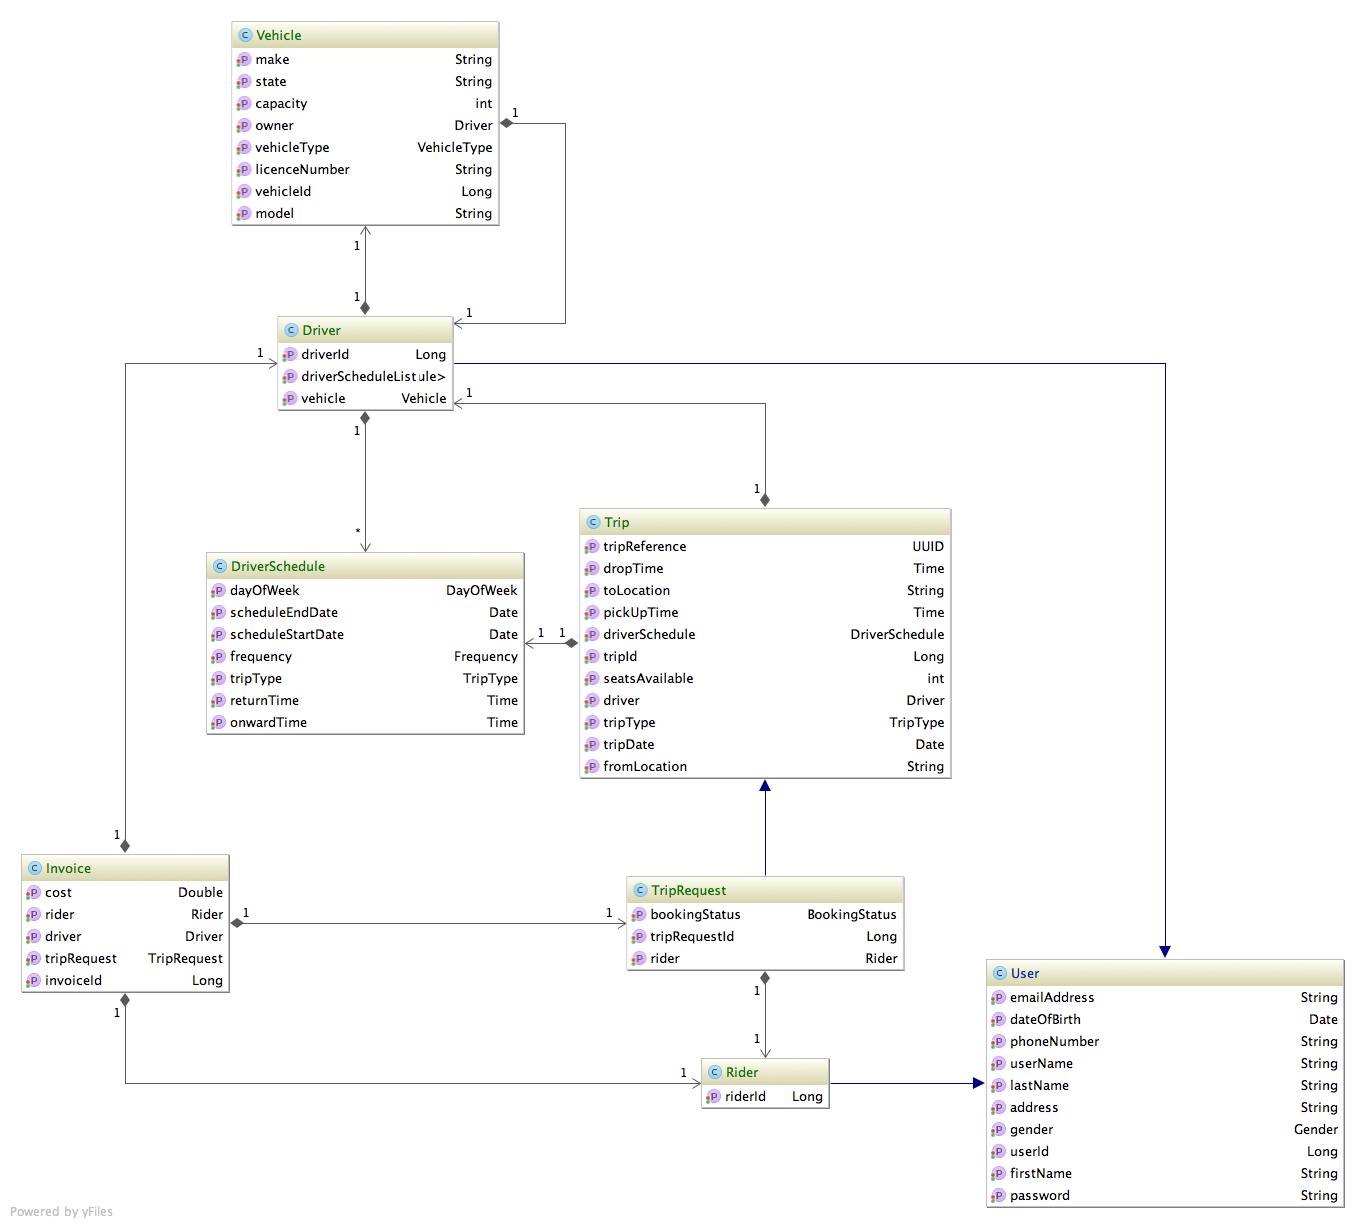 C Vehicle
P make String
P state String
P capacity int
P owner Driver
P vehicleType VehicleType
P licenceNumber String
P vehicleId Long
P model String
1
1
1
1
C Driver
P driverId Long
P driverScheduleList ule>
P vehicle Vehicle
1
1
1
*
1
C Trip
P tripReference UUID
P dropTime Time
P toLocation String
P pickUpTime Time
P driverSchedule DriverSchedule
P tripId Long
P seatsAvailable int
P driver Driver
P tripType TripType
P tripDate Date
P fromLocation String
C DriverSchedule
P dayOfWeek DayOfWeek
P scheduleEndDate Date
P scheduleStartDate Date
P frequency Frequency
P tripType TripType
P returnTime Time
P onwardTime Time
1 1
1
C Invoice
P cost Double
P rider Rider
P driver Driver
P tripRequest TripRequest
P invoiceId Long
1 1
1
C TripRequest
P bookingStatus BookingStatus
P tripRequestId Long
P rider Rider
1
1
1
C Rider
P riderId Long
C User
P emailAddress String
P dateOfBirth Date
P phoneNumber String
P userName String
P lastName String
P address String
P gender Gender
P userId Long
P firstName String
P password String
Powered by yFiles